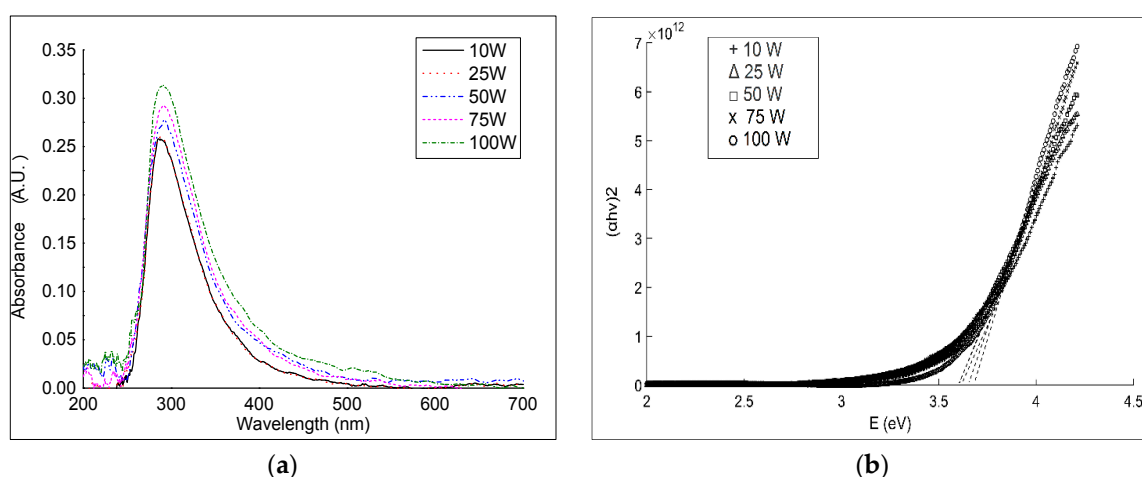 0.35
0.30
0.25
0.20
0.15
0.10
0.05
0.00
Absorbance (A.U.)
200 300 400 500 600 700
Wavelength (nm)
10W
25W
50W
75W
100W
(a)
×10¹²
7
6
5
4
3
2
1
0
(αhv)2
2 2.5 3 3.5 4 4.5
E (eV)
+ 10 W
Δ 25 W
□ 50 W
x 75 W
o 100 W
(b)